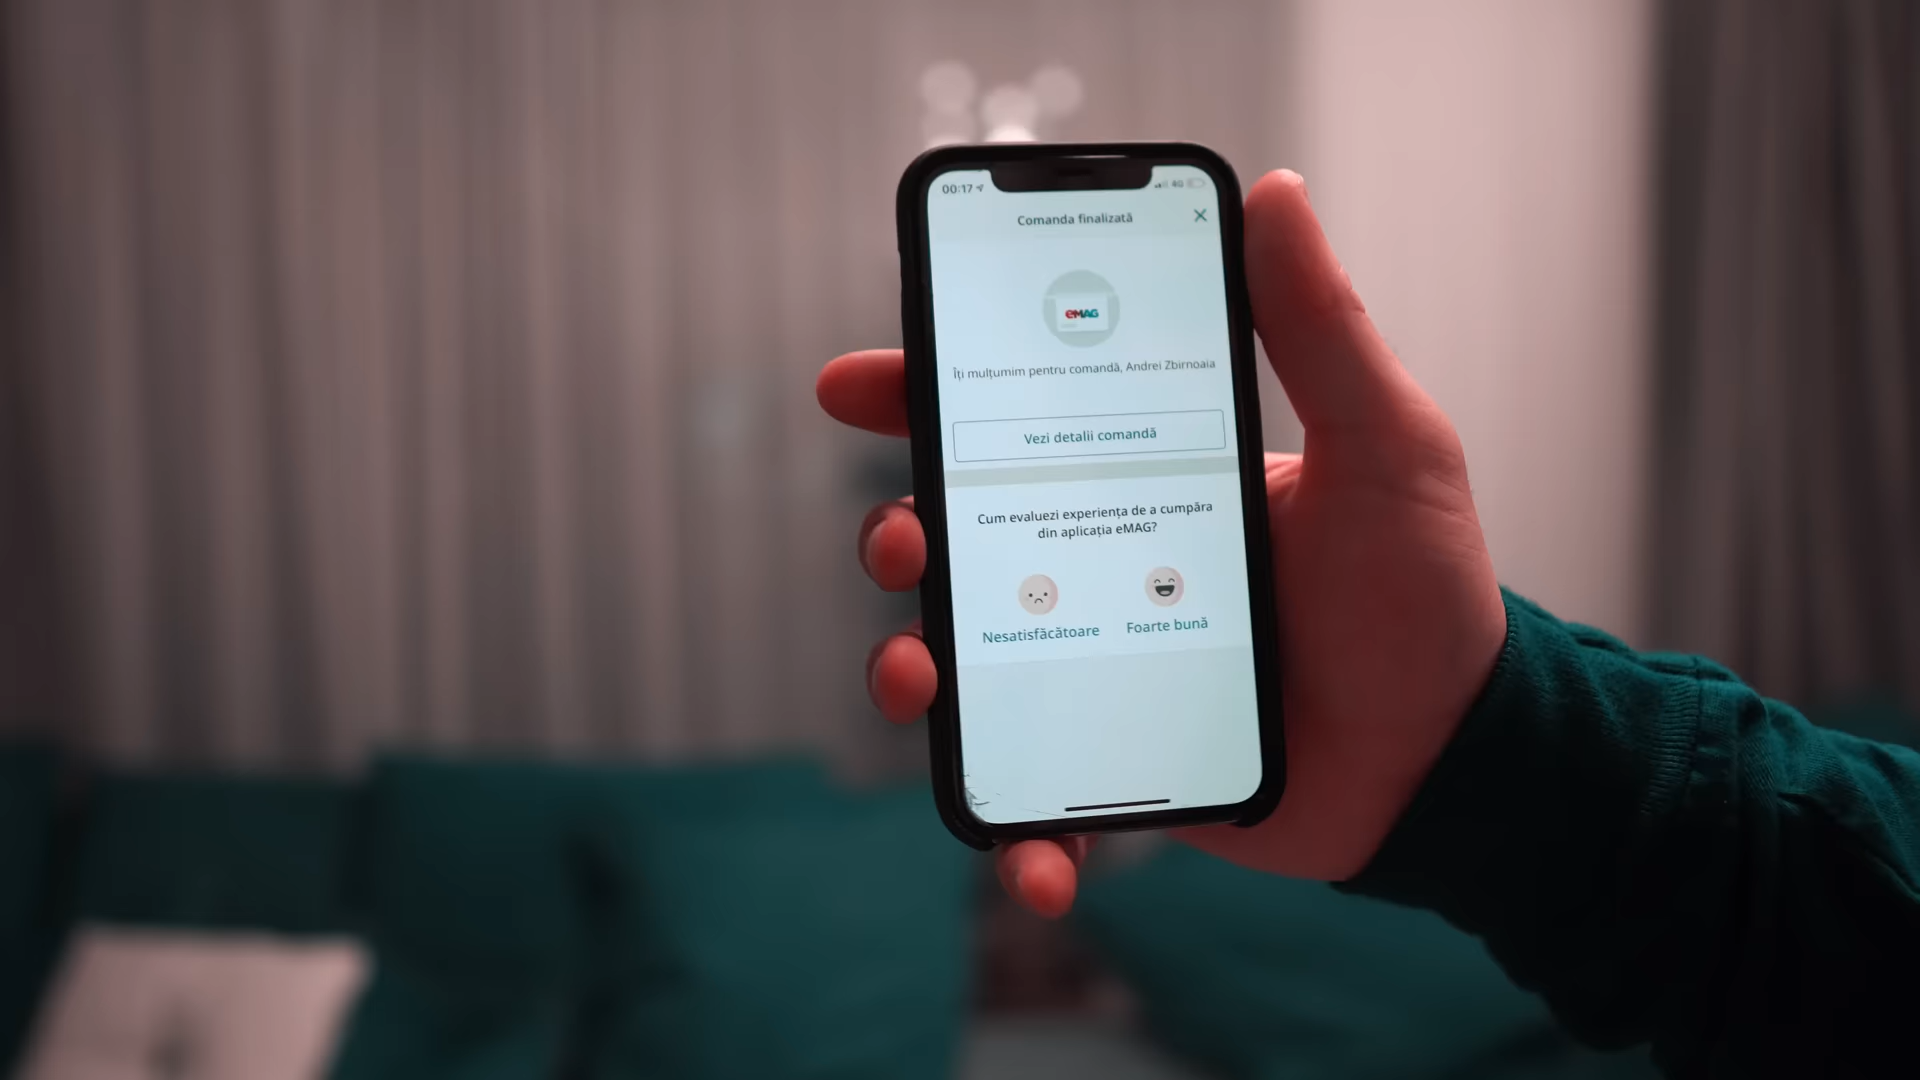 00:17
4G
Comanda finalizată
eMAG
Îți mulțumim pentru comandă, Andrei Zbirnoaia
Vezi detalii comandă
Cum evaluezi experiența de a cumpăra
din aplicația eMAG?
Nesatisfăcătoare
Foarte bună